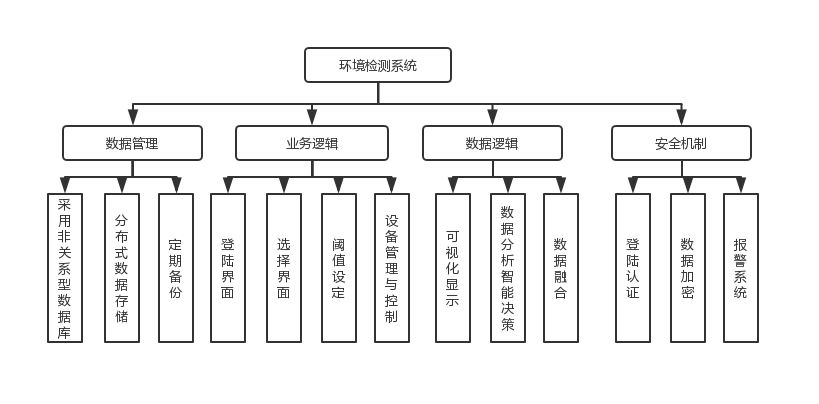 环境检测系统
数据管理
业务逻辑
数据逻辑
安全机制
采用非关系型数据库
分布式数据存储
定期备份
登陆界面
选择界面
阈值设定
设备管理与控制
可视化显示
数据分析智能决策
数据融合
登陆认证
数据加密
报警系统